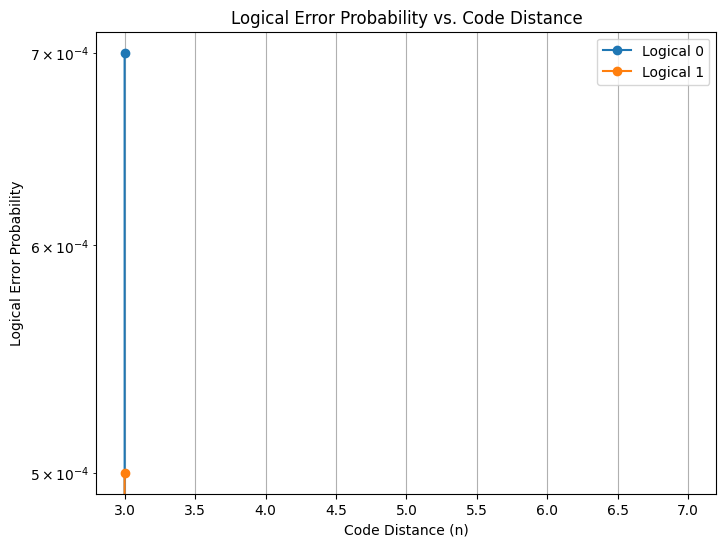 Logical Error Probability vs. Code Distance
Logical 0
Logical 1
Logical Error Probability
7 × 10⁻⁴
6 × 10⁻⁴
5 × 10⁻⁴
3.0 3.5 4.0 4.5 5.0 5.5 6.0 6.5 7.0
Code Distance (n)